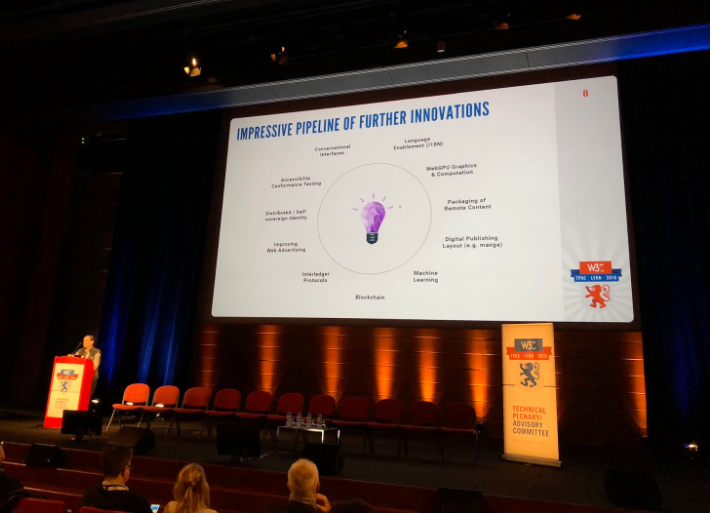 IMPRESSIVE PIPELINE OF FURTHER INNOVATIONS
8
Conversational
Interfaces
Language
Enablement (i18N)
Accessibility
Conformance Testing
WebGPU Graphics
& Computation
Distributed / Self-
sovereign Identity
Packaging of
Remote Content
Improving
Web Advertising
Digital Publishing
Layout (e.g. manga)
Interledger
Protocols
Machine
Learning
Blockchain
W3C
TPAC · LYON · 2018
W3C
TPAC · LYON · 2018
TECHNICAL
PLENARY/
ADVISORY
COMMITTEE